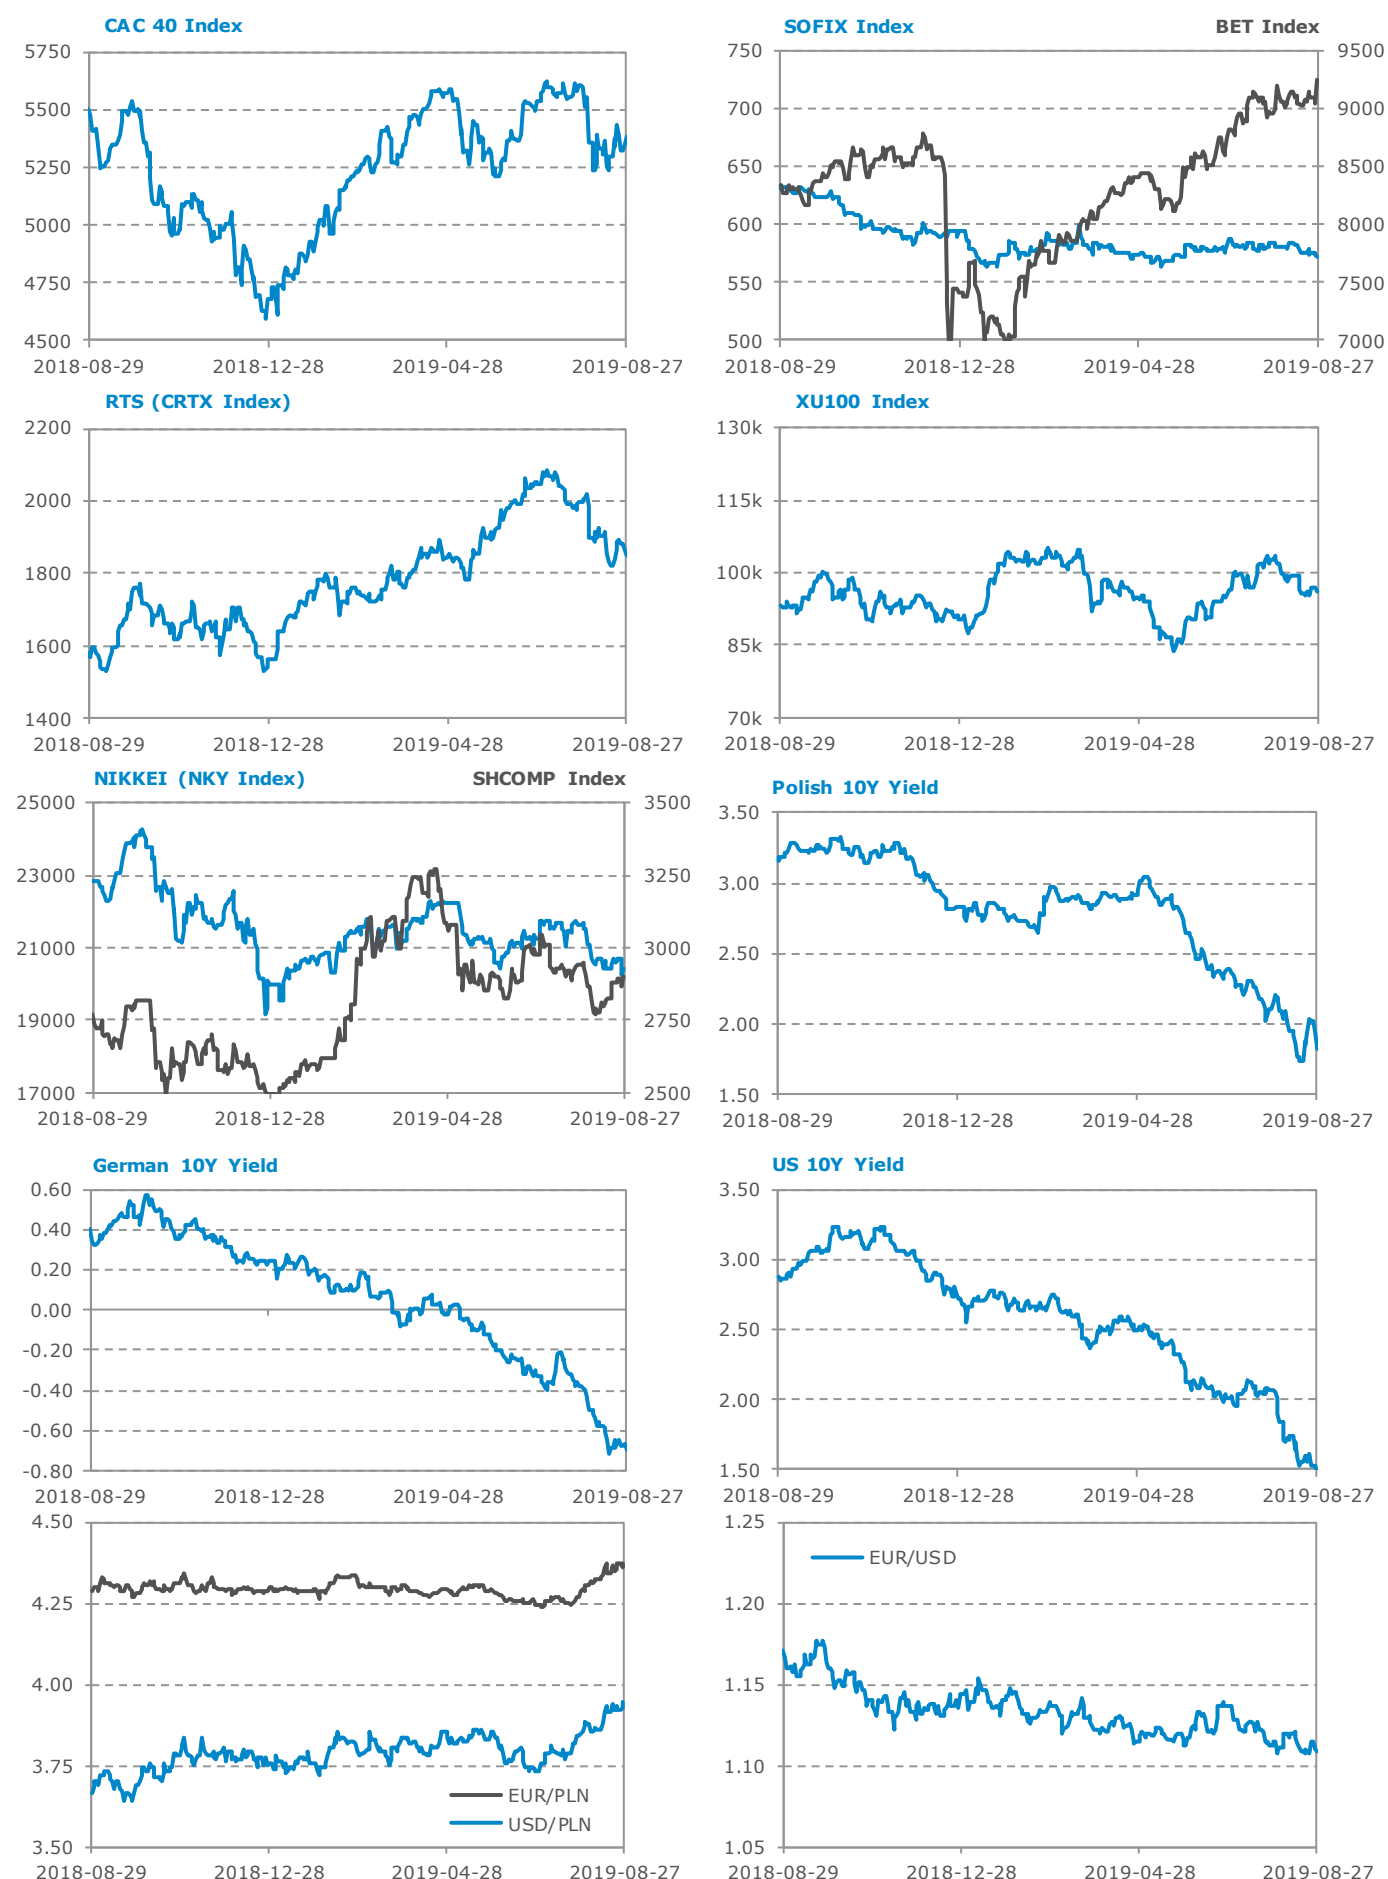 CAC 40 Index
5750
5500
5250
5000
4750
4500
2018-08-29 2018-12-28 2019-04-28 2019-08-27
SOFIX Index BET Index
750 9500
700 9000
650 8500
600 8000
550 7500
500 7000
2018-08-29 2018-12-28 2019-04-28 2019-08-27
RTS (CRTX Index)
2200
2000
1800
1600
1400
2018-08-29 2018-12-28 2019-04-28 2019-08-27
XU100 Index
130k
115k
100k
85k
70k
2018-08-29 2018-12-28 2019-04-28 2019-08-27
NIKKEI (NKY Index) SHCOMP Index
25000 3500
23000 3250
21000 3000
19000 2750
17000 2500
2018-08-29 2018-12-28 2019-04-28 2019-08-27
Polish 10Y Yield
3.50
3.00
2.50
2.00
1.50
2018-08-29 2018-12-28 2019-04-28 2019-08-27
German 10Y Yield
0.60
0.40
0.20
0.00
-0.20
-0.40
-0.60
-0.80
2018-08-29 2018-12-28 2019-04-28 2019-08-27
US 10Y Yield
3.50
3.00
2.50
2.00
1.50
2018-08-29 2018-12-28 2019-04-28 2019-08-27
4.50
4.25
4.00
3.75
EUR/PLN
USD/PLN
3.50
2018-08-29 2018-12-28 2019-04-28 2019-08-27
1.25
EUR/USD
1.20
1.15
1.10
1.05
2018-08-29 2018-12-28 2019-04-28 2019-08-27